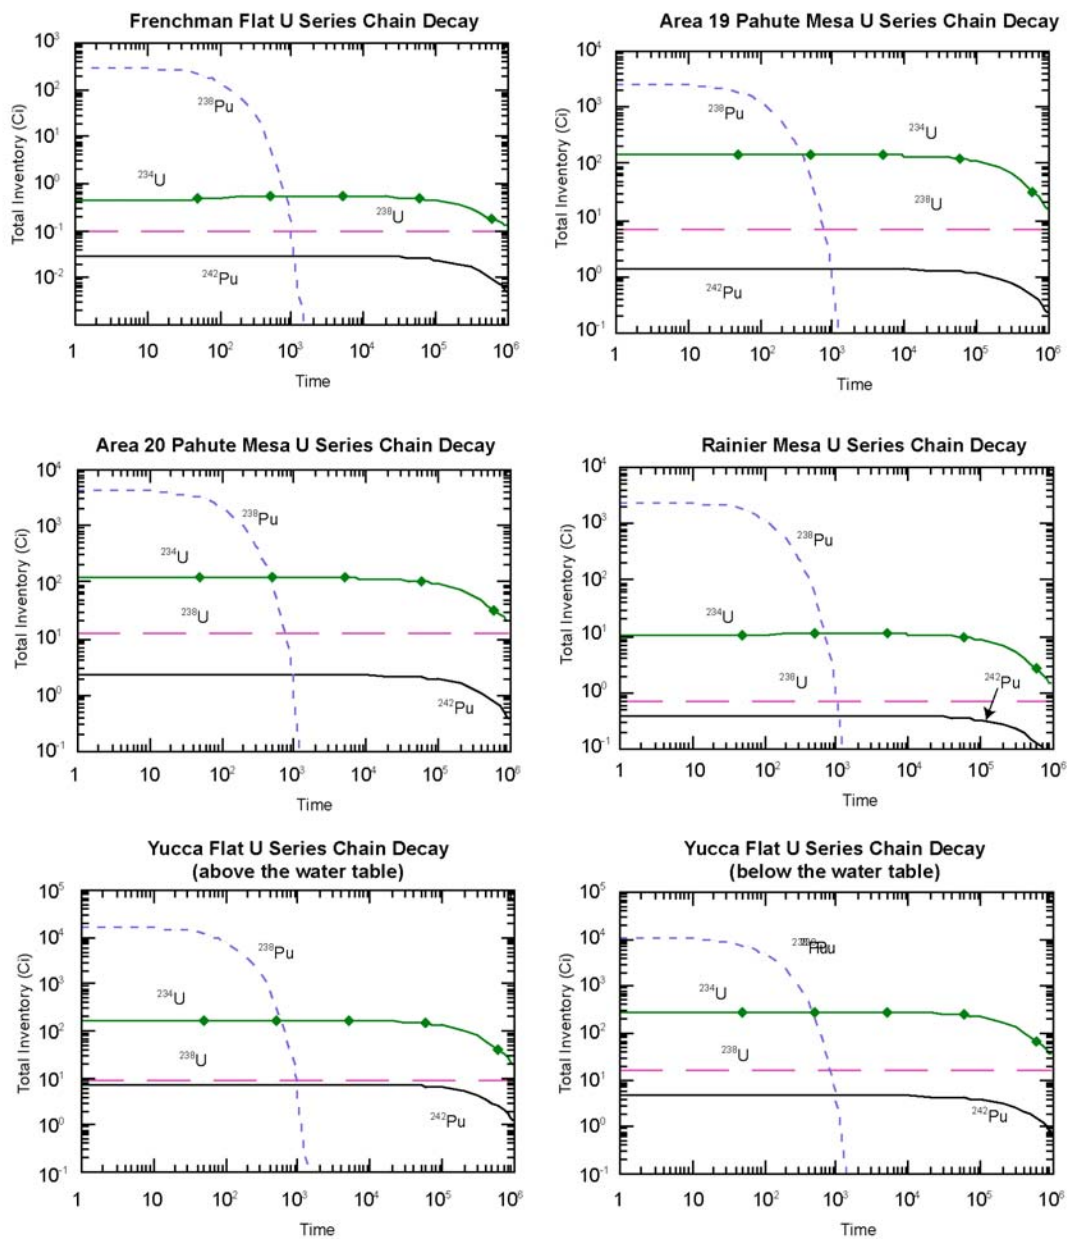 Frenchman Flat U Series Chain Decay
10³
10²
10¹
10⁰
10⁻¹
10⁻²
Total Inventory (Ci)
²³⁸Pu
²³⁴U
²³⁸U
²⁴²Pu
1 10 10² 10³ 10⁴ 10⁵ 10⁶
Time
Area 19 Pahute Mesa U Series Chain Decay
10⁴
10³
10²
10¹
10⁰
10⁻¹
Total Inventory (Ci)
²³⁸Pu
²³⁴U
²³⁸U
²⁴²Pu
1 10 10² 10³ 10⁴ 10⁵ 10⁶
Time
Area 20 Pahute Mesa U Series Chain Decay
10⁴
10³
10²
10¹
10⁰
10⁻¹
Total Inventory (Ci)
²³⁸Pu
²³⁴U
²³⁸U
²⁴²Pu
1 10 10² 10³ 10⁴ 10⁵ 10⁶
Time
Rainier Mesa U Series Chain Decay
10⁴
10³
10²
10¹
10⁰
10⁻¹
Total Inventory (Ci)
²³⁸Pu
²³⁴U
²³⁸U
²⁴²Pu
1 10 10² 10³ 10⁴ 10⁵ 10⁶
Time
Yucca Flat U Series Chain Decay
(above the water table)
10⁵
10⁴
10³
10²
10¹
10⁰
10⁻¹
Total Inventory (Ci)
²³⁸Pu
²³⁴U
²³⁸U
²⁴²Pu
1 10 10² 10³ 10⁴ 10⁵ 10⁶
Time
Yucca Flat U Series Chain Decay
(below the water table)
10⁵
10⁴
10³
10²
10¹
10⁰
10⁻¹
Total Inventory (Ci)
²³⁴U
²³⁸U
²⁴²Pu
1 10 10² 10³ 10⁴ 10⁵ 10⁶
Time